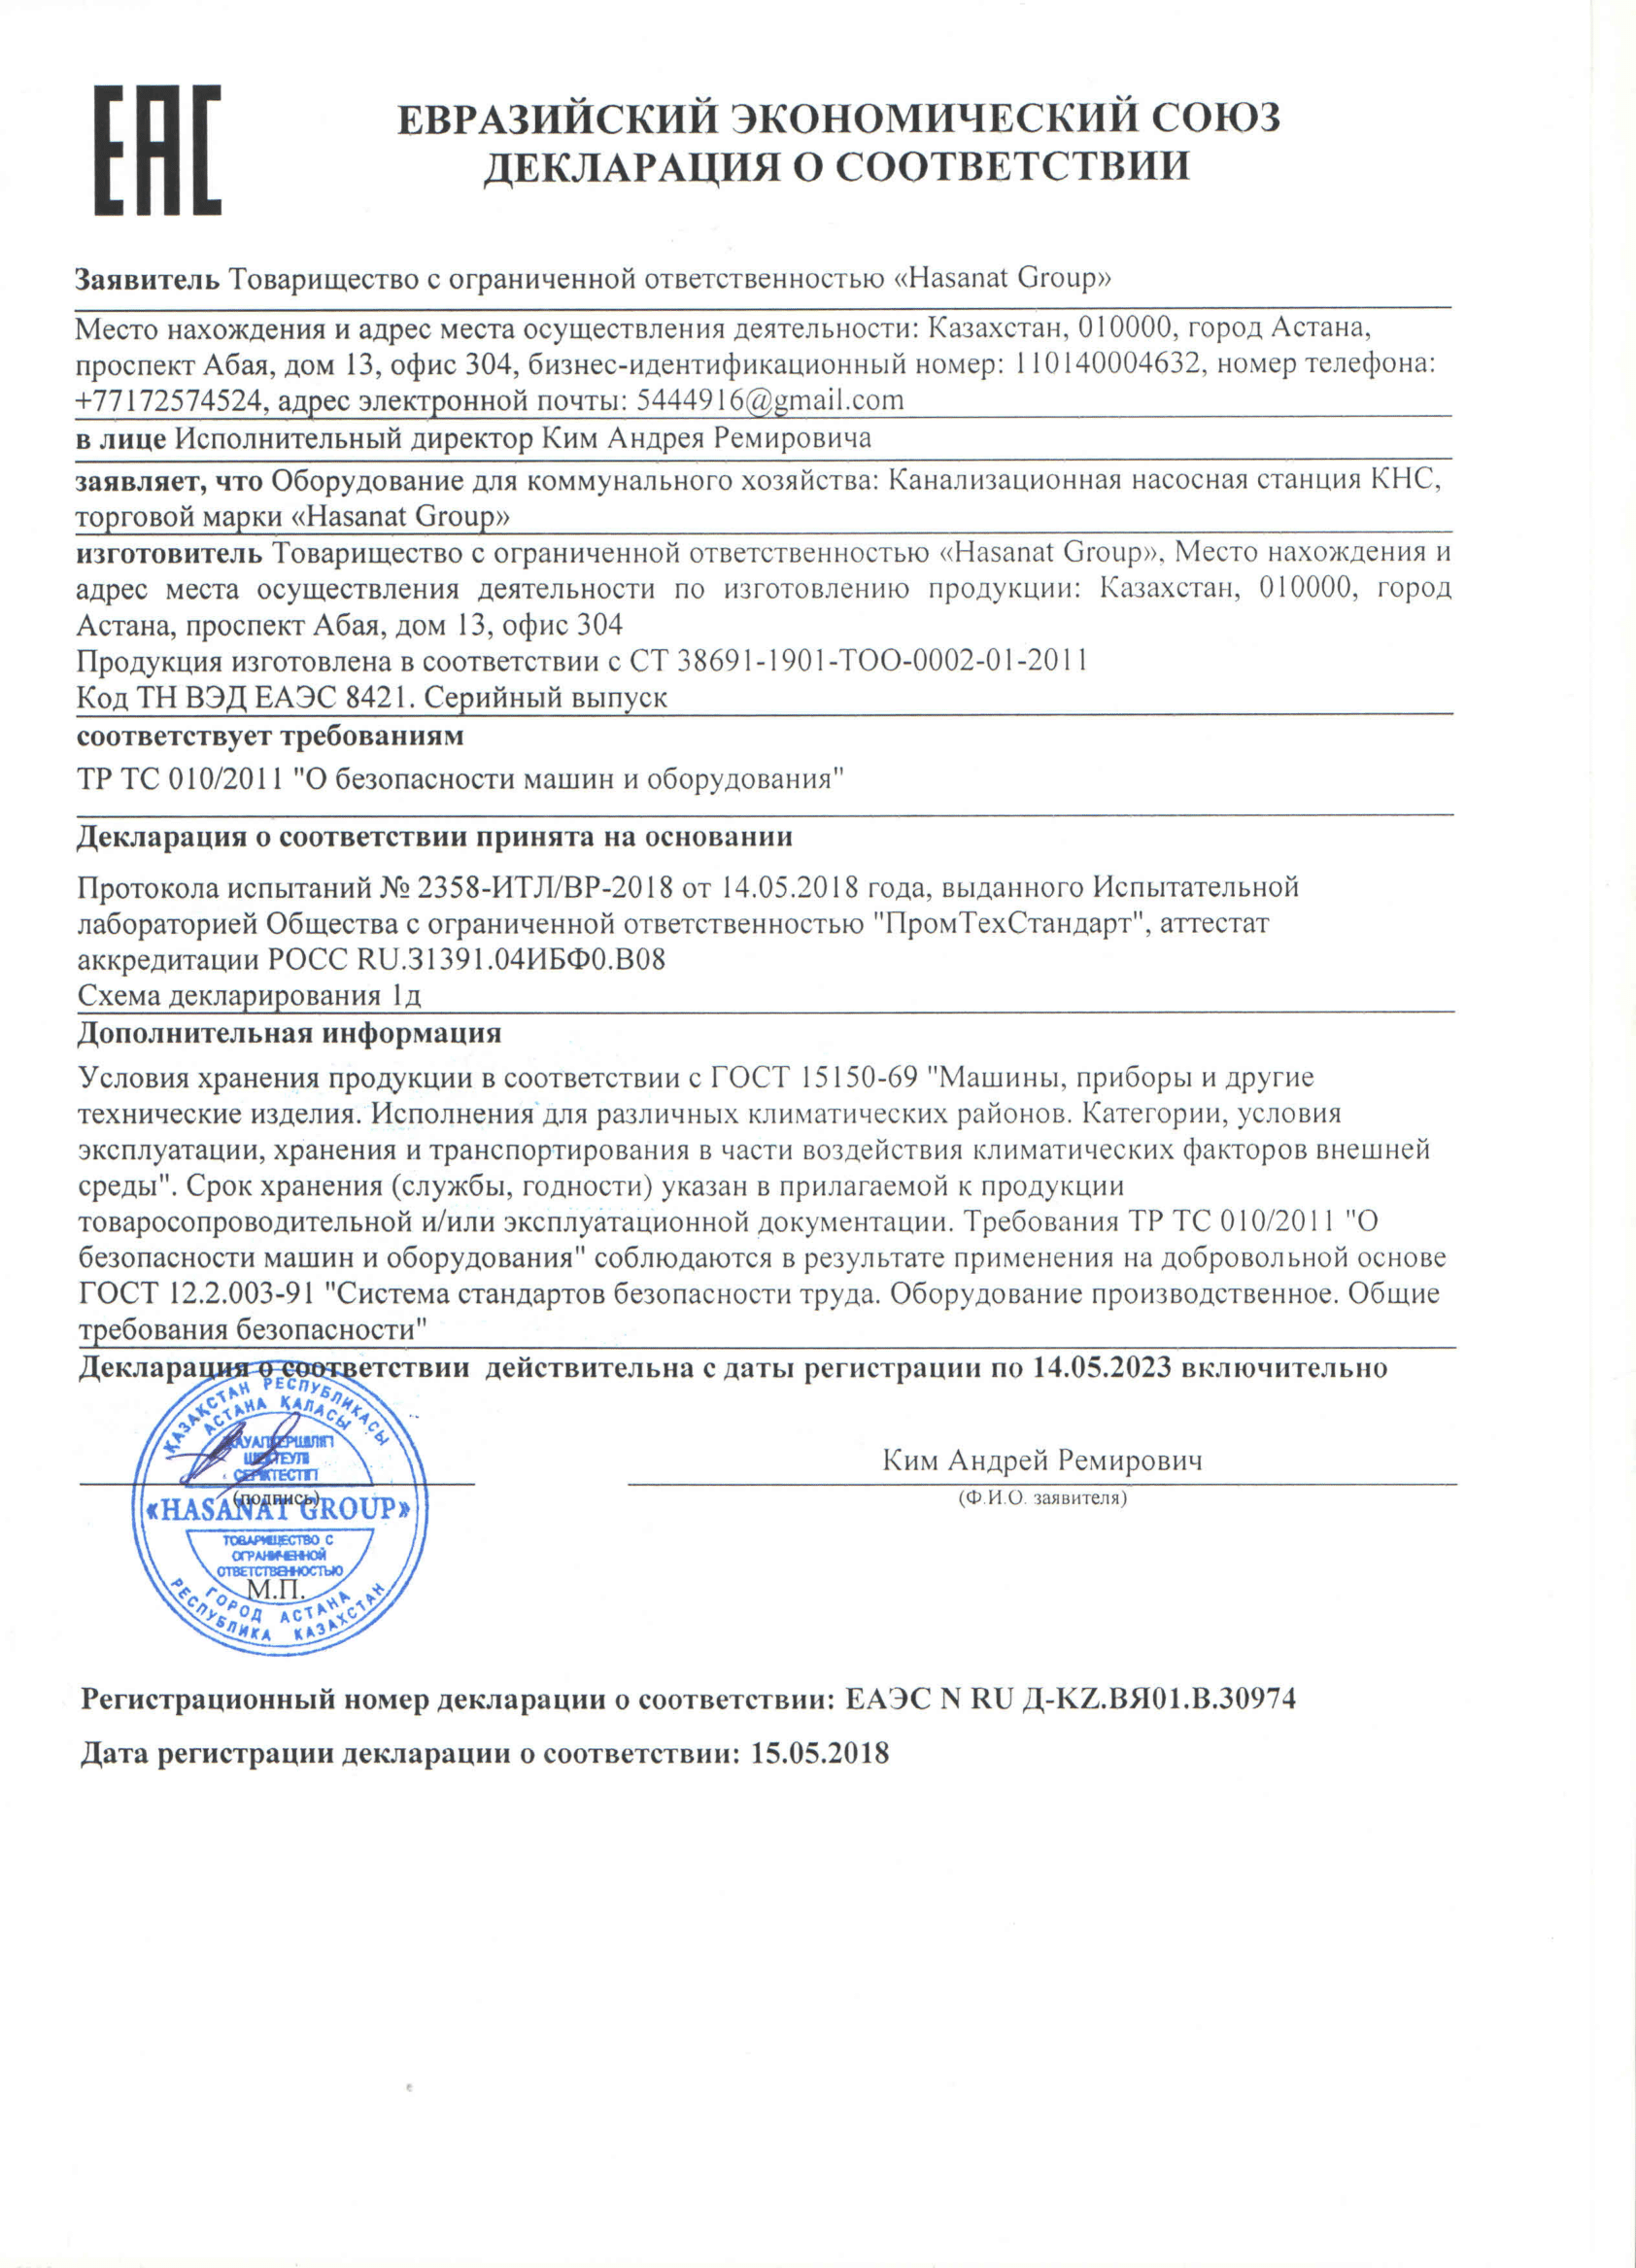 ЕАС
ЕВРАЗИЙСКИЙ ЭКОНОМИЧЕСКИЙ СОЮЗ
ДЕКЛАРАЦИЯ О СООТВЕТСТВИИ
Заявитель Товарищество с ограниченной ответственностью «Hasanat Group»
Место нахождения и адрес места осуществления деятельности: Казахстан, 010000, город Астана,
проспект Абая, дом 13, офис 304, бизнес-идентификационный номер: 110140004632, номер телефона:
+77172574524, адрес электронной почты: 5444916@gmail.com
в лице Исполнительный директор Ким Андрея Ремировича
заявляет, что Оборудование для коммунального хозяйства: Канализационная насосная станция КНС,
торговой марки «Hasanat Group»
изготовитель Товарищество с ограниченной ответственностью «Hasanat Group», Место нахождения и
адрес места осуществления деятельности по изготовлению продукции: Казахстан, 010000, город
Астана, проспект Абая, дом 13, офис 304
Продукция изготовлена в соответствии с СТ 38691-1901-ТОО-0002-01-2011
Код ТН ВЭД ЕАЭС 8421. Серийный выпуск
соответствует требованиям
ТР ТС 010/2011 "О безопасности машин и оборудования"
Декларация о соответствии принята на основании
Протокола испытаний № 2358-ИТЛ/ВР-2018 от 14.05.2018 года, выданного Испытательной
лабораторией Общества с ограниченной ответственностью "ПромТехСтандарт", аттестат
аккредитации РОСС RU.31391.04ИБФ0.В08
Схема декларирования 1д
Дополнительная информация
Условия хранения продукции в соответствии с ГОСТ 15150-69 "Машины, приборы и другие
технические изделия. Исполнения для различных климатических районов. Категории, условия
эксплуатации, хранения и транспортирования в части воздействия климатических факторов внешней
среды". Срок хранения (службы, годности) указан в прилагаемой к продукции
товаросопроводительной и/или эксплуатационной документации. Требования ТР ТС 010/2011 "О
безопасности машин и оборудования" соблюдаются в результате применения на добровольной основе
ГОСТ 12.2.003-91 "Система стандартов безопасности труда. Оборудование производственное. Общие
требования безопасности"
Декларация о соответствии действительна с даты регистрации по 14.05.2023 включительно
ҚАЗАҚСТАН РЕСПУБЛИКАСЫ
АСТАНА ҚАЛАСЫ
Ким Андрей Ремирович
(подпись)
(Ф.И.О. заявителя)
«HASANAT GROUP»
ТОВАРИЩЕСТВО С
ОГРАНИЧЕННОЙ
ОТВЕТСТВЕННОСТЬЮ
М.П.
ГОРОД АСТАНА
РЕСПУБЛИКА КАЗАХСТАН
Регистрационный номер декларации о соответствии: ЕАЭС N RU Д-KZ.ВЯ01.В.30974
Дата регистрации декларации о соответствии: 15.05.2018